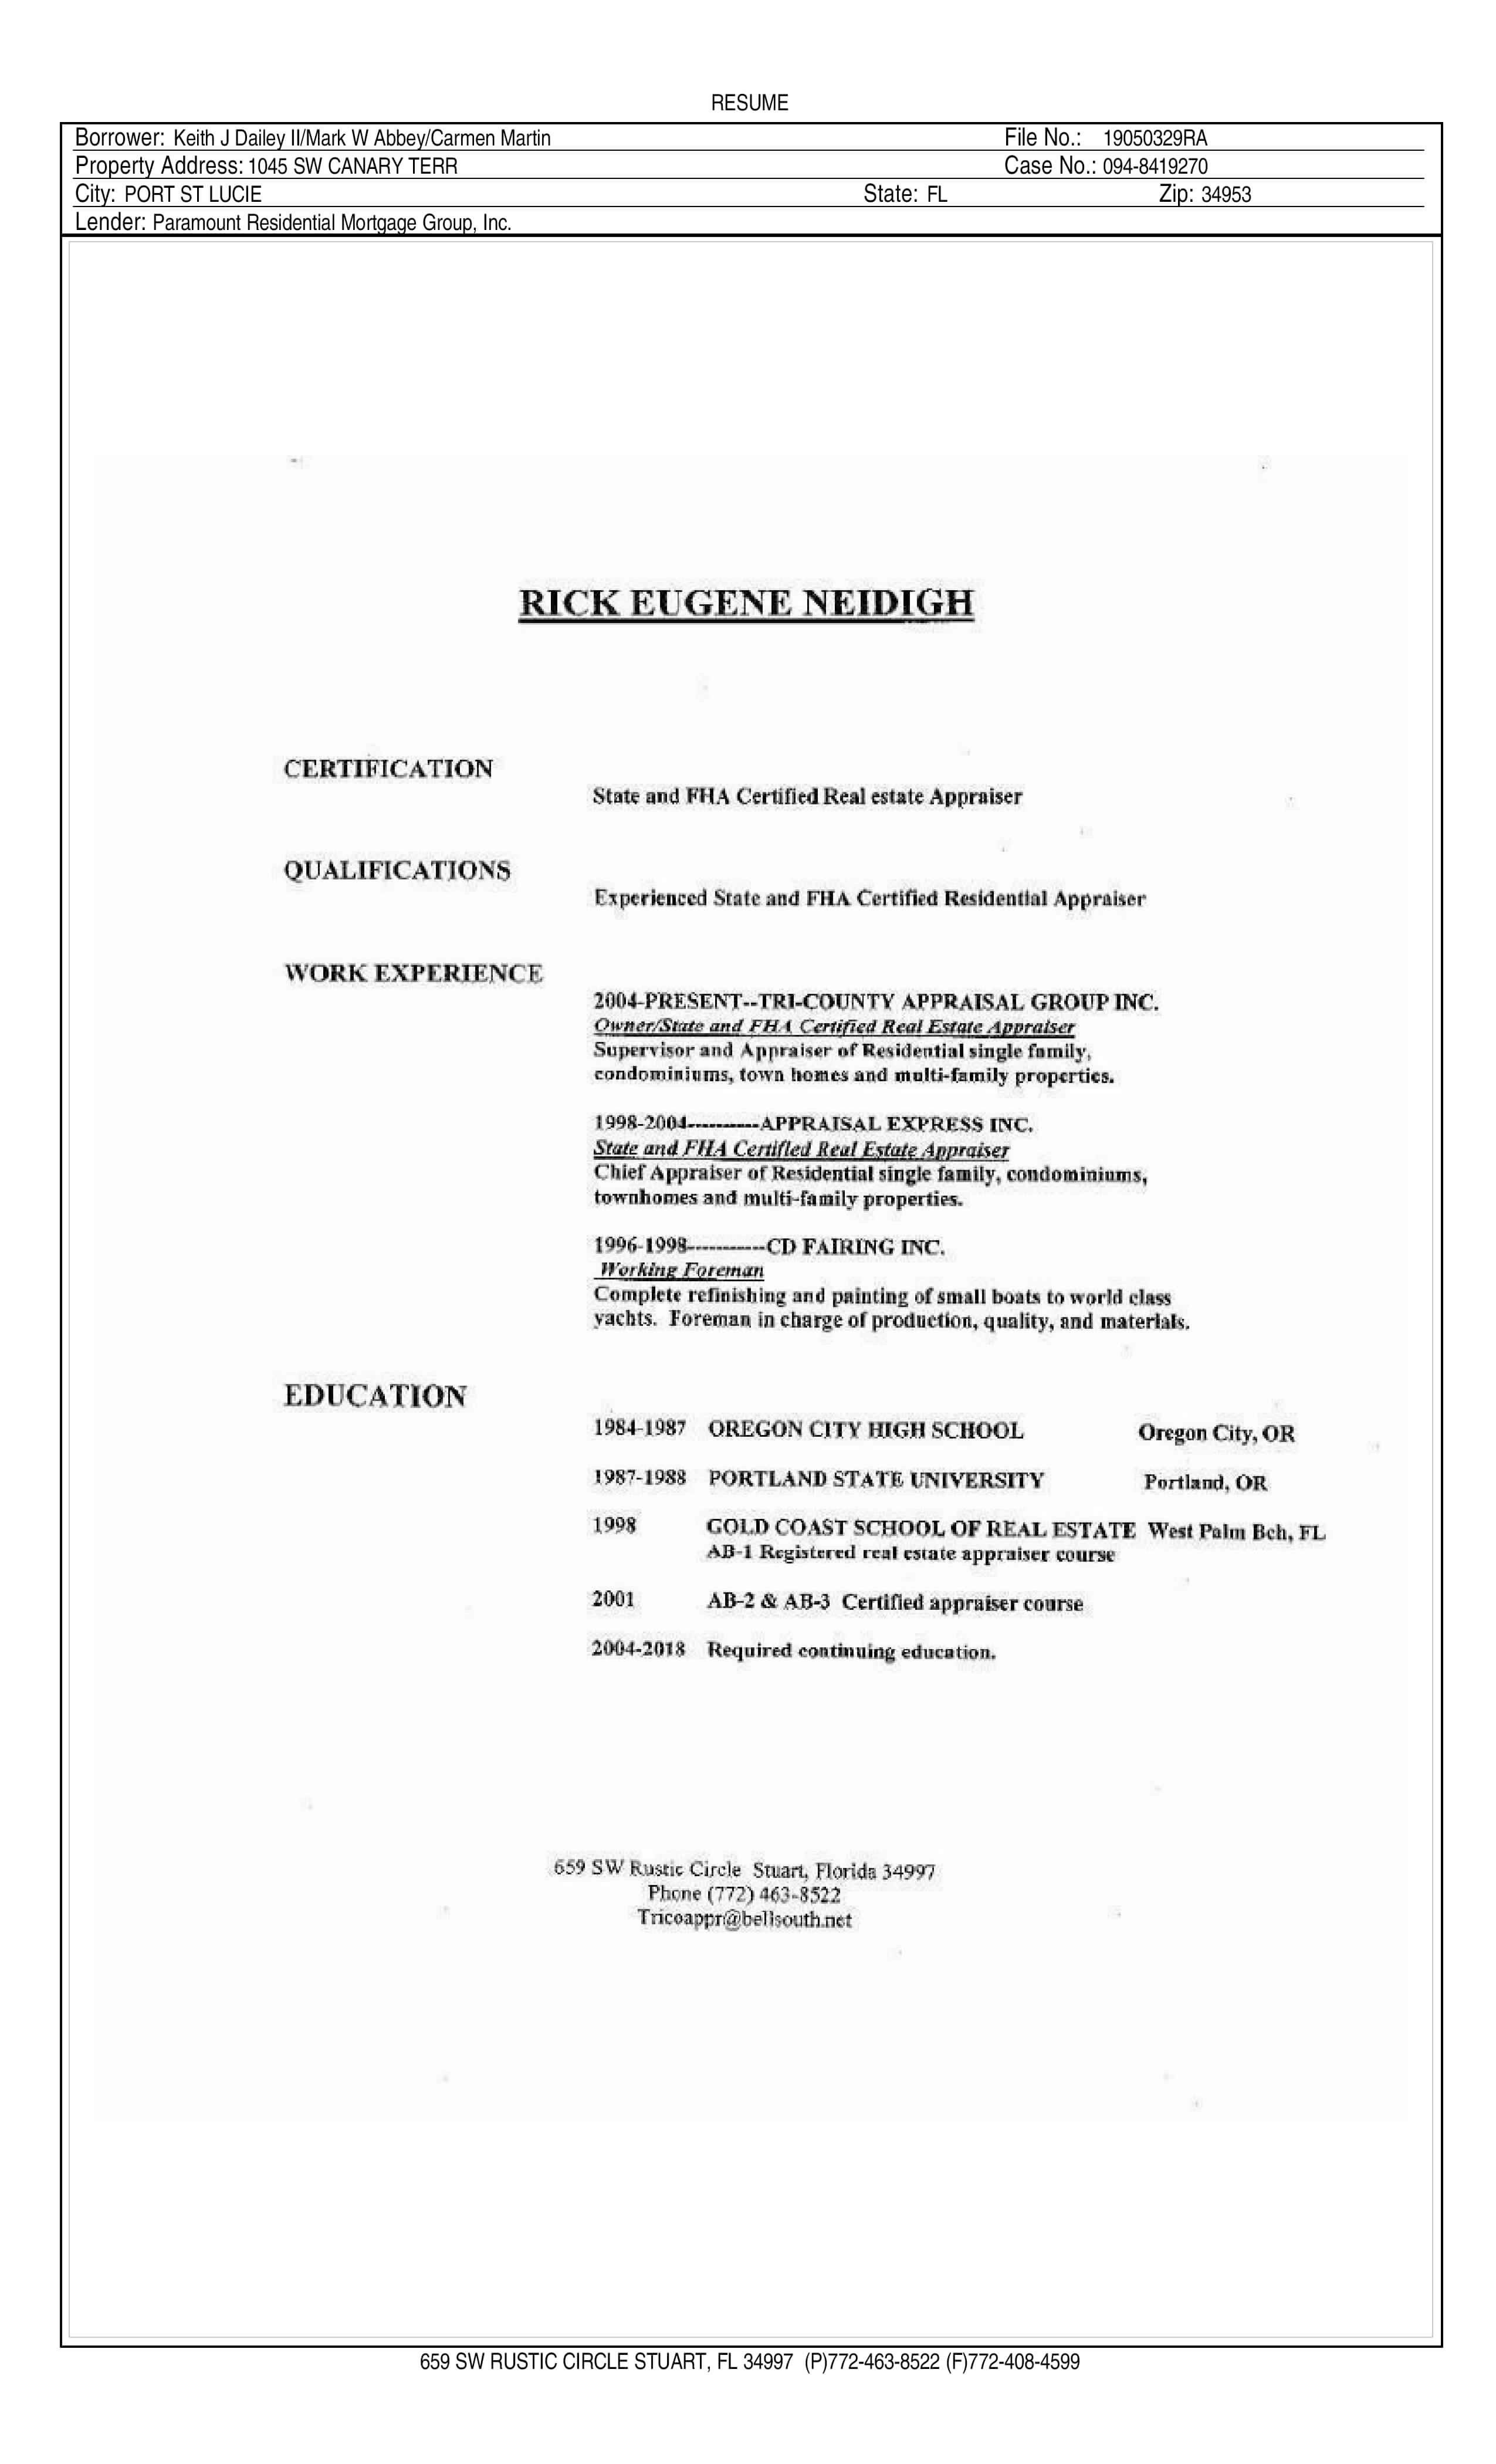 RESUME
Borrower: Keith J Dailey II/Mark W Abbey/Carmen Martin File No.: 19050329RA
Property Address: 1045 SW CANARY TERR Case No.: 094-8419270
City: PORT ST LUCIE State: FL Zip: 34953
Lender: Paramount Residential Mortgage Group, Inc.
RICK EUGENE NEIDIGH
CERTIFICATION
State and FHA Certified Real estate Appraiser
QUALIFICATIONS
Experienced State and FHA Certified Residential Appraiser
WORK EXPERIENCE
2004-PRESENT--TRI-COUNTY APPRAISAL GROUP INC.
Owner/State and FHA Certified Real Estate Appraiser
Supervisor and Appraiser of Residential single family,
condominiums, town homes and multi-family properties.
1998-2004----------APPRAISAL EXPRESS INC.
State and FHA Certified Real Estate Appraiser
Chief Appraiser of Residential single family, condominiums,
townhomes and multi-family properties.
1996-1998-----------CD FAIRING INC.
Working Foreman
Complete refinishing and painting of small boats to world class
yachts. Foreman in charge of production, quality, and materials.
EDUCATION
1984-1987 OREGON CITY HIGH SCHOOL Oregon City, OR
1987-1988 PORTLAND STATE UNIVERSITY Portland, OR
1998 GOLD COAST SCHOOL OF REAL ESTATE West Palm Bch, FL
AB-1 Registered real estate appraiser course
2001 AB-2 & AB-3 Certified appraiser course
2004-2018 Required continuing education.
659 SW Rustic Circle Stuart, Florida 34997
Phone (772) 463-8522
Tricoappr@bellsouth.net
659 SW RUSTIC CIRCLE STUART, FL 34997 (P)772-463-8522 (F)772-408-4599